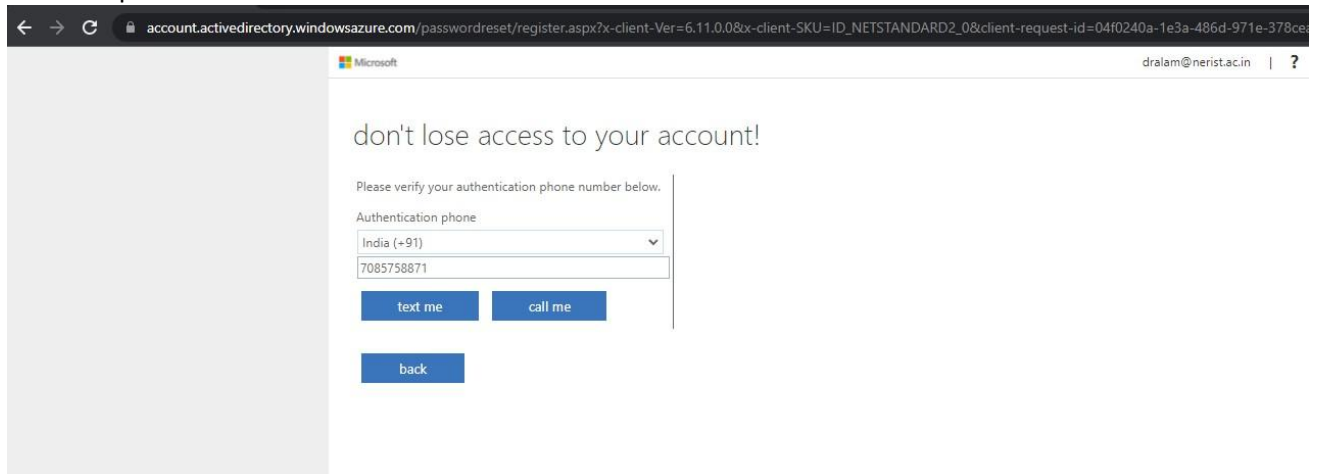 account.activedirectory.windowsazure.com/passwordreset/register.aspx?x-client-Ver=6.11.0.0&x-client-SKU=ID_NETSTANDARD2_0&client-request-id=04f0240a-1e3a-486d-971e-378cea
Microsoft
dralam@nerist.ac.in | ?
don't lose access to your account!
Please verify your authentication phone number below.
Authentication phone
India (+91)
7085758871
text me call me
back